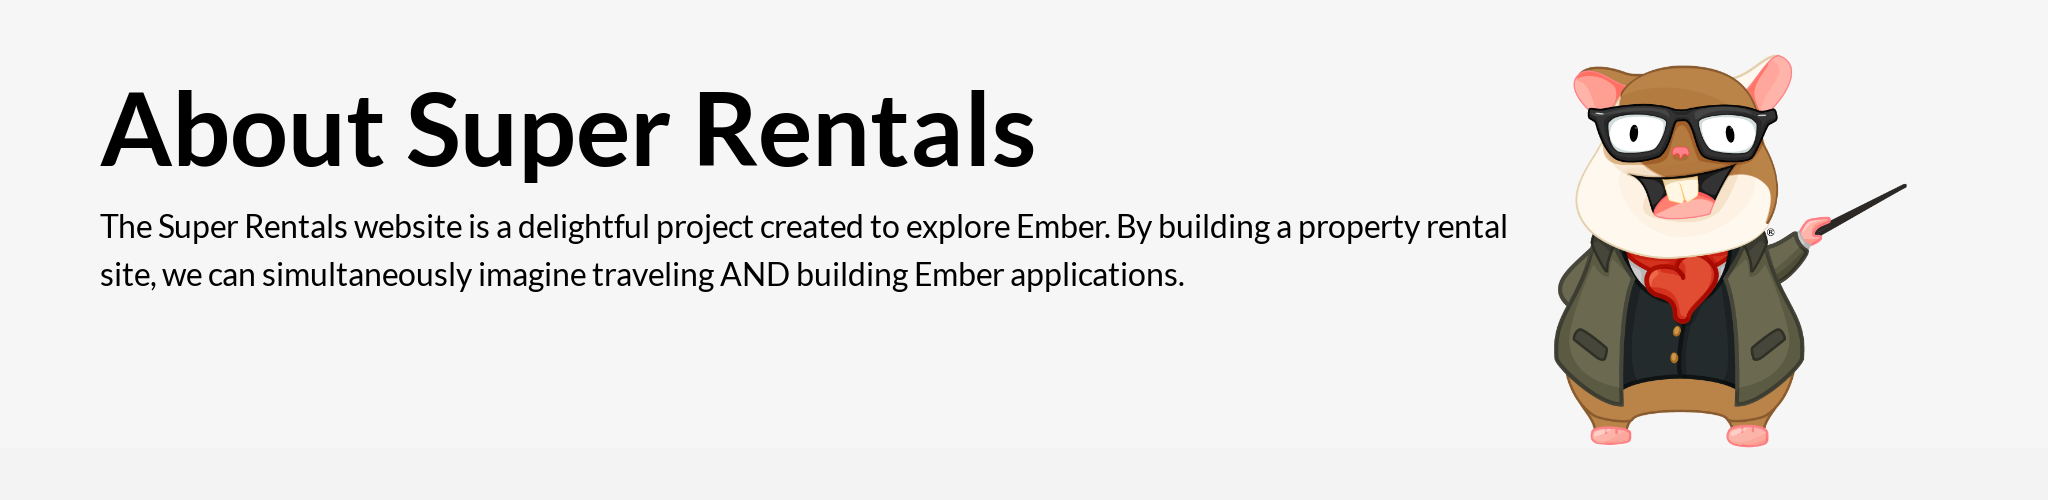 About Super Rentals
The Super Rentals website is a delightful project created to explore Ember. By building a property rental
site, we can simultaneously imagine traveling AND building Ember applications.
®